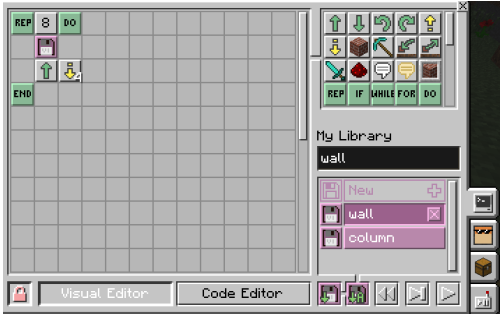 REP 8 DO
END
REP IF WHILE FOR DO
My Library
wall
New
wall
column
Visual Editor
Code Editor